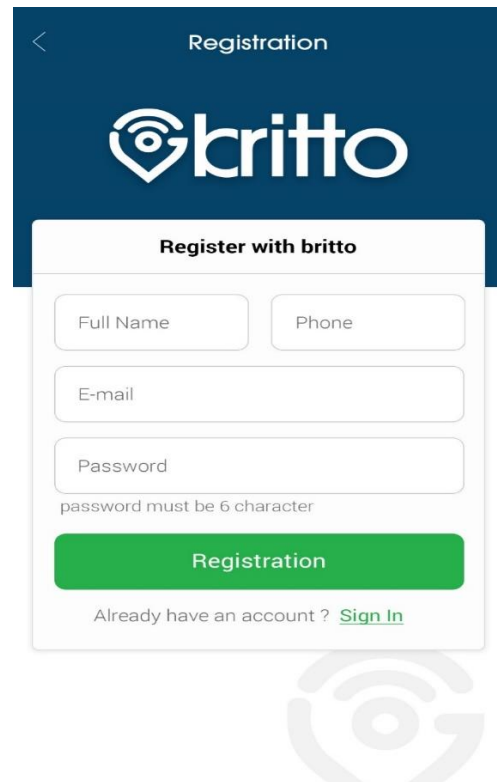 Registration
britto
Register with britto
Full Name
Phone
E-mail
Password
password must be 6 character
Registration
Already have an account ? Sign In